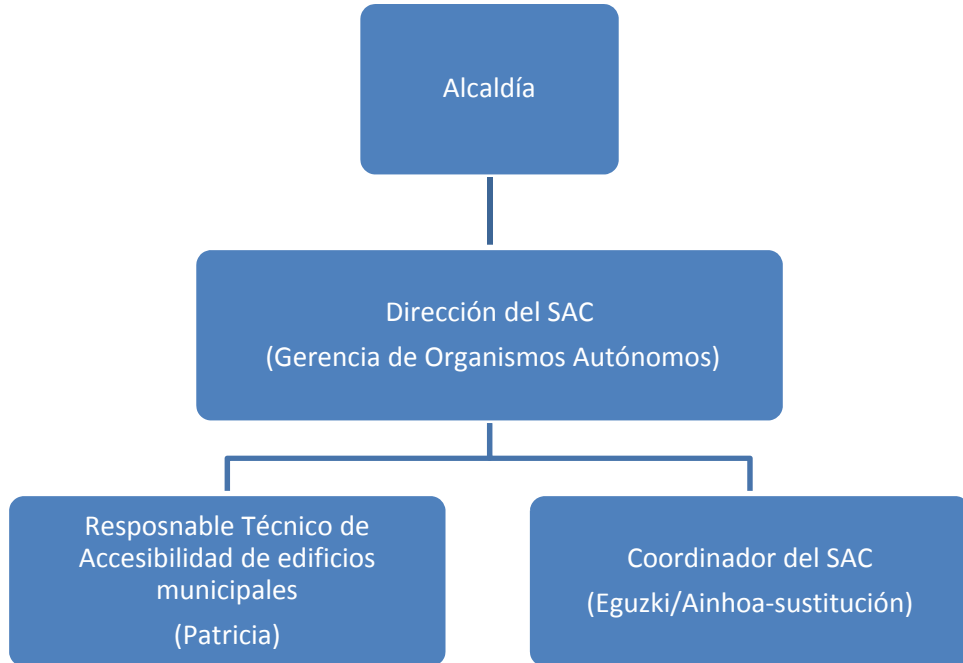 Alcaldía
Dirección del SAC
(Gerencia de Organismos Autónomos)
Resposnable Técnico de
Accesibilidad de edificios
municipales
(Patricia)
Coordinador del SAC
(Eguzki/Ainhoa-sustitución)